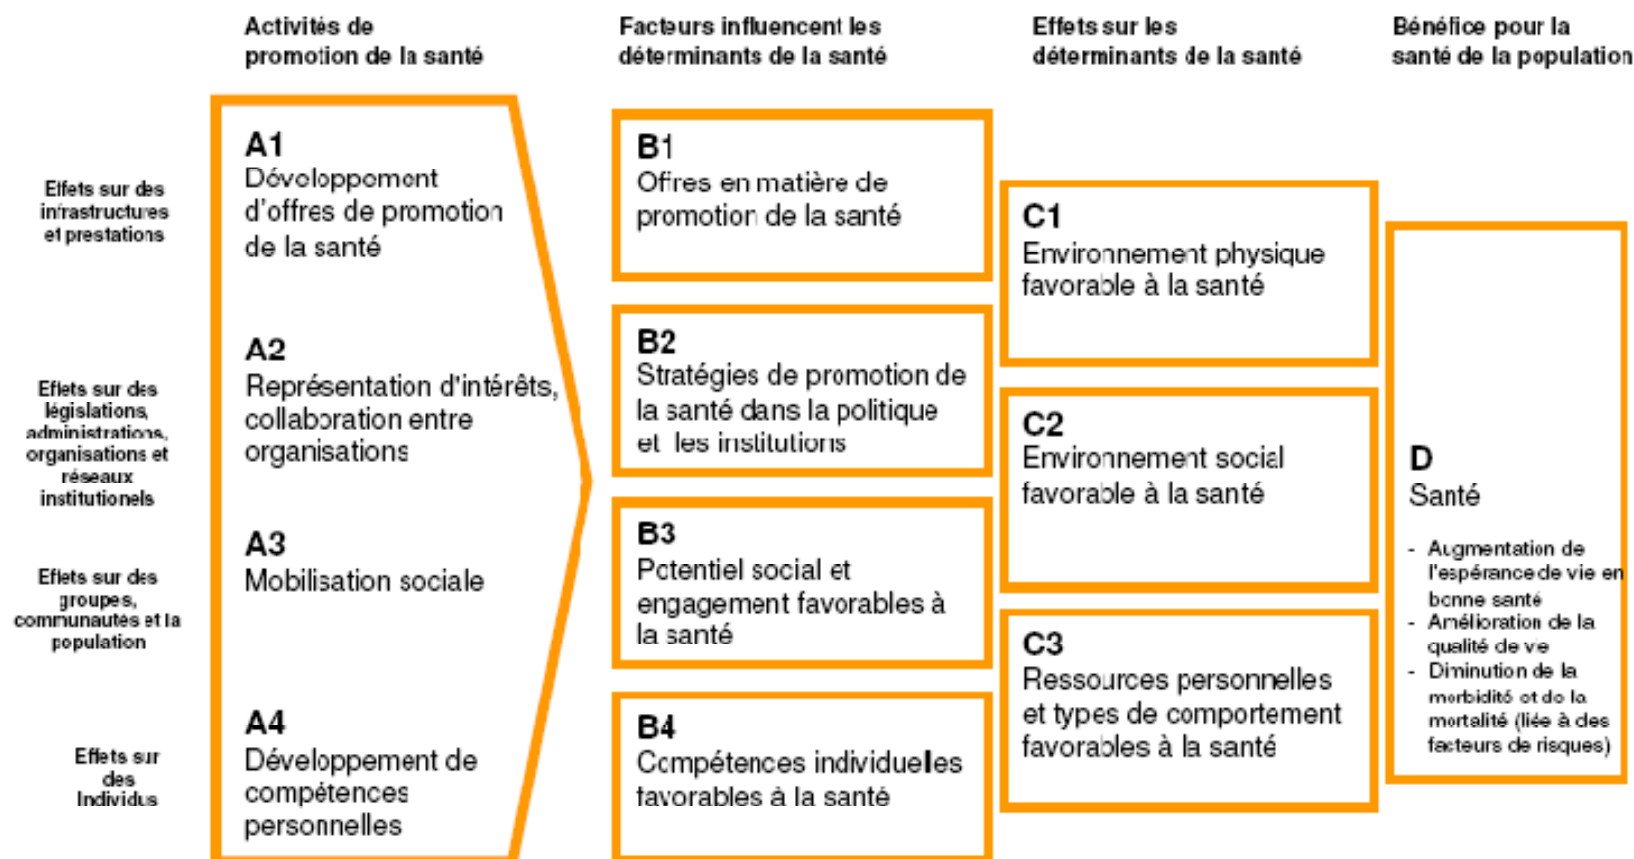 Activités de
promotion de la santé
Facteurs influencent les
déterminants de la santé
Effets sur les
déterminants de la santé
Bénéfice pour la
santé de la population
Effets sur des
infrastructures
et prestations
A1
Développement
d'offres de promotion
de la santé
B1
Offres en matière de
promotion de la santé
C1
Environnement physique
favorable à la santé
Effets sur des
législations,
administrations,
organisations et
réseaux
institutionels
A2
Représentation d'intérêts,
collaboration entre
organisations
B2
Stratégies de promotion de
la santé dans la politique
et les institutions
C2
Environnement social
favorable à la santé
D
Santé
- Augmentation de
l'espérance de vie en
bonne santé
- Amélioration de la
qualité de vie
- Diminution de la
morbidité et de la
mortalité (liée à des
facteurs de risques)
Effets sur des
groupes,
communautés et la
population
A3
Mobilisation sociale
B3
Potentiel social et
engagement favorables à
la santé
C3
Ressources personnelles
et types de comportement
favorables à la santé
Effets sur
des
Individus
A4
Développement de
compétences
personnelles
B4
Compétences individuelles
favorables à la santé